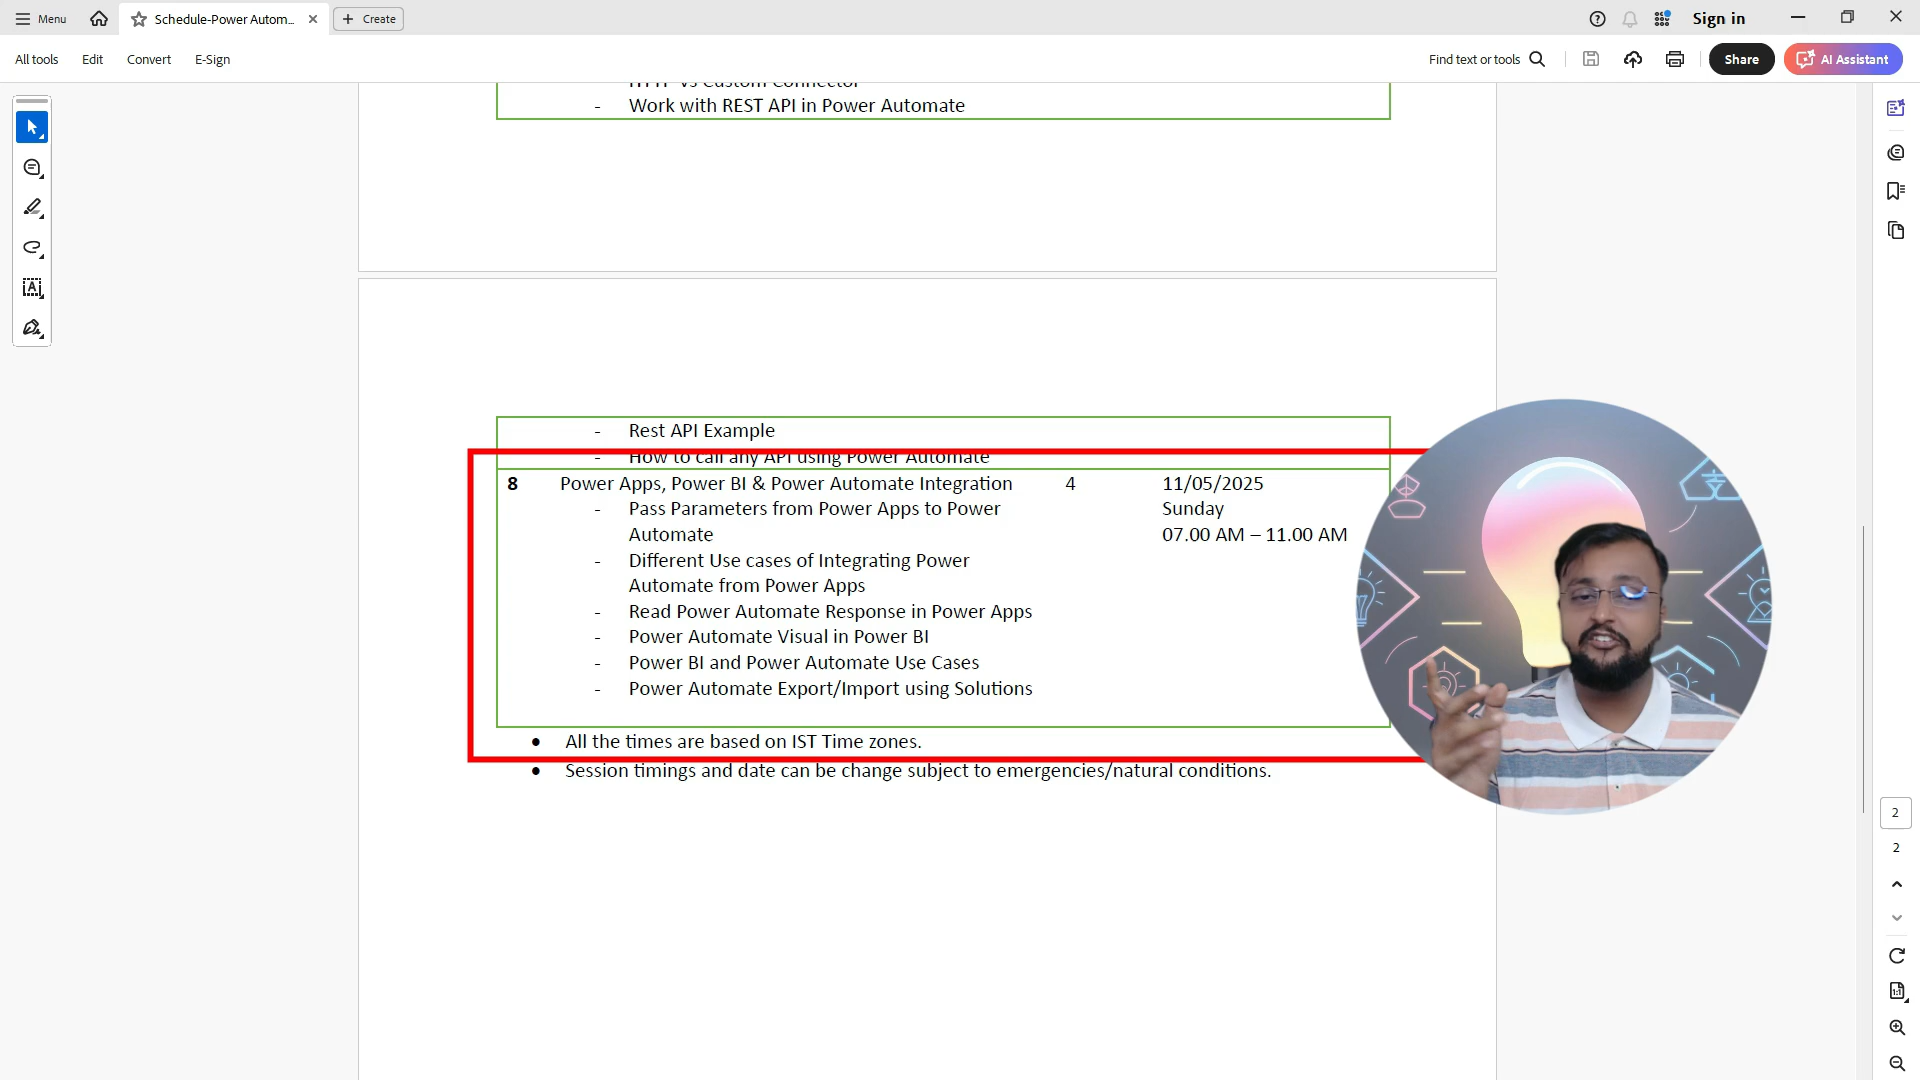 Menu
Schedule-Power Autom...
Create
Sign in
All tools
Edit
Convert
E-Sign
Find text or tools
Share
AI Assistant
HTTP vs Custom Connector
- Work with REST API in Power Automate
- Rest API Example
- How to call any API using Power Automate
8 Power Apps, Power BI & Power Automate Integration 4 11/05/2025
- Pass Parameters from Power Apps to Power Sunday
Automate 07.00 AM – 11.00 AM
- Different Use cases of Integrating Power
Automate from Power Apps
- Read Power Automate Response in Power Apps
- Power Automate Visual in Power BI
- Power BI and Power Automate Use Cases
- Power Automate Export/Import using Solutions
• All the times are based on IST Time zones.
• Session timings and date can be change subject to emergencies/natural conditions.
2
2